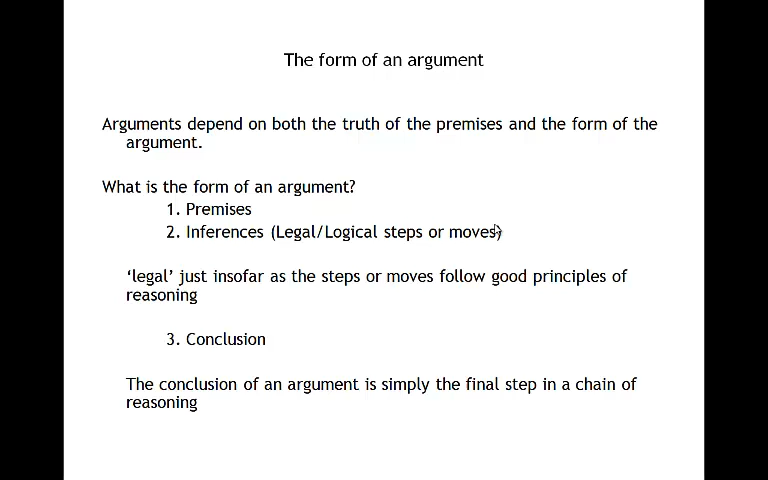 The form of an argument
Arguments depend on both the truth of the premises and the form of the
argument.
What is the form of an argument?
1. Premises
2. Inferences (Legal/Logical steps or moves)
‘legal’ just insofar as the steps or moves follow good principles of
reasoning
3. Conclusion
The conclusion of an argument is simply the final step in a chain of
reasoning